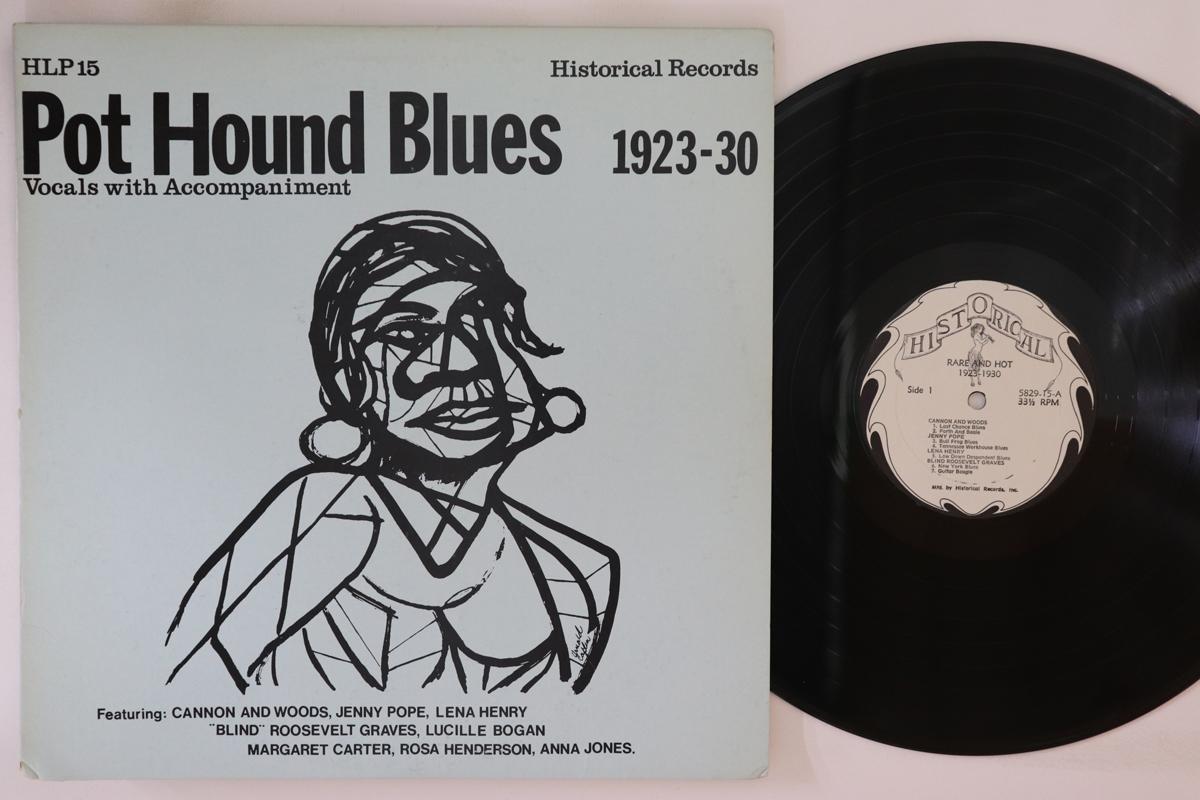 HLP 15
Historical Records
Pot Hound Blues 1923-30
Vocals with Accompaniment
Featuring: CANNON AND WOODS, JENNY POPE, LENA HENRY
"BLIND" ROOSEVELT GRAVES, LUCILLE BOGAN
MARGARET CARTER, ROSA HENDERSON, ANNA JONES.
HISTORICAL
RARE AND HOT
1923-1930
Side 1
5829-15-A
33⅓ RPM
CANNON AND WOODS
1. Last Chance Blues
2. Forth And Beale
JENNY POPE
3. Bull Frog Blues
4. Tennessee Workhouse Blues
LENA HENRY
5. Low Down Despondent Blues
BLIND ROOSEVELT GRAVES
6. New York Blues
7. Guitar Boogie
Mfg. by Historical Records, Inc.